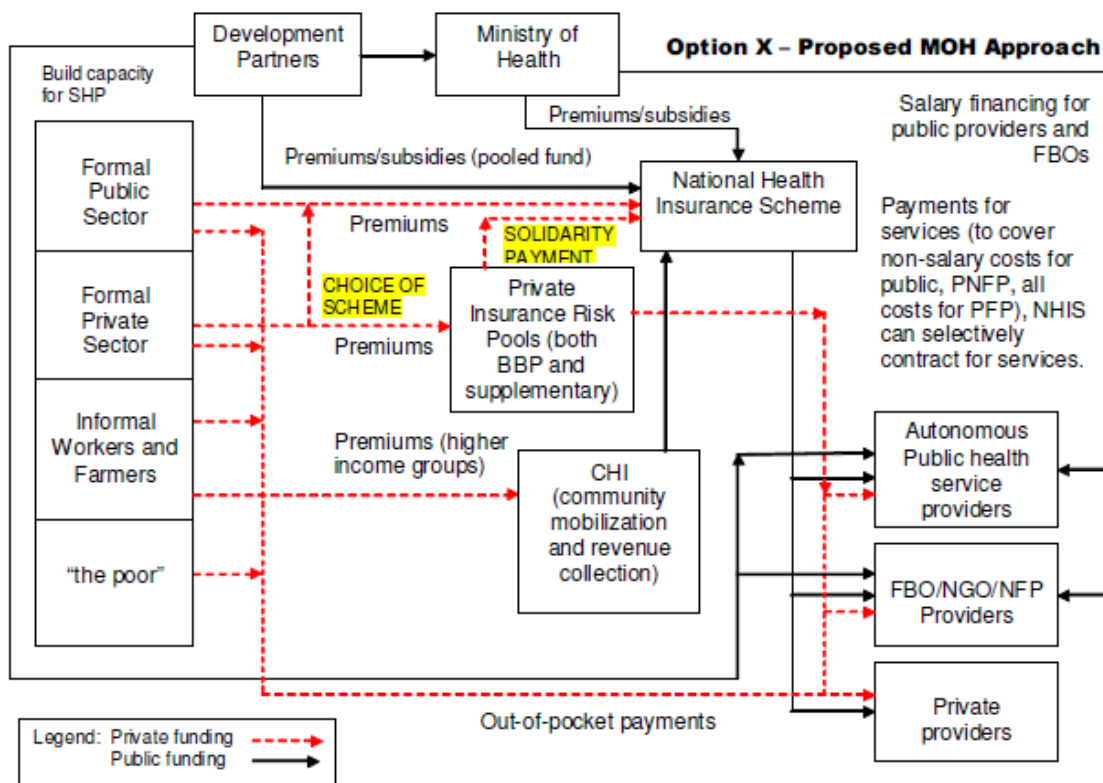 Development
Partners
Ministry of
Health
Option X – Proposed MOH Approach
Build capacity
for SHP
Premiums/subsidies
Salary financing for
public providers and
FBOs
Premiums/subsidies (pooled fund)
Formal
Public
Sector
National Health
Insurance Scheme
Premiums
SOLIDARITY
PAYMENT
Payments for
services (to cover
non-salary costs for
public, PNFP, all
costs for PFP), NHIS
can selectively
contract for services.
CHOICE OF
SCHEME
Formal
Private
Sector
Premiums
Private
Insurance Risk
Pools (both
BBP and
supplementary)
Informal
Workers and
Farmers
Premiums (higher
income groups)
CHI
(community
mobilization
and revenue
collection)
Autonomous
Public health
service
providers
“the poor”
FBO/NGO/NFP
Providers
Private
providers
Out-of-pocket payments
Legend: Private funding
Public funding